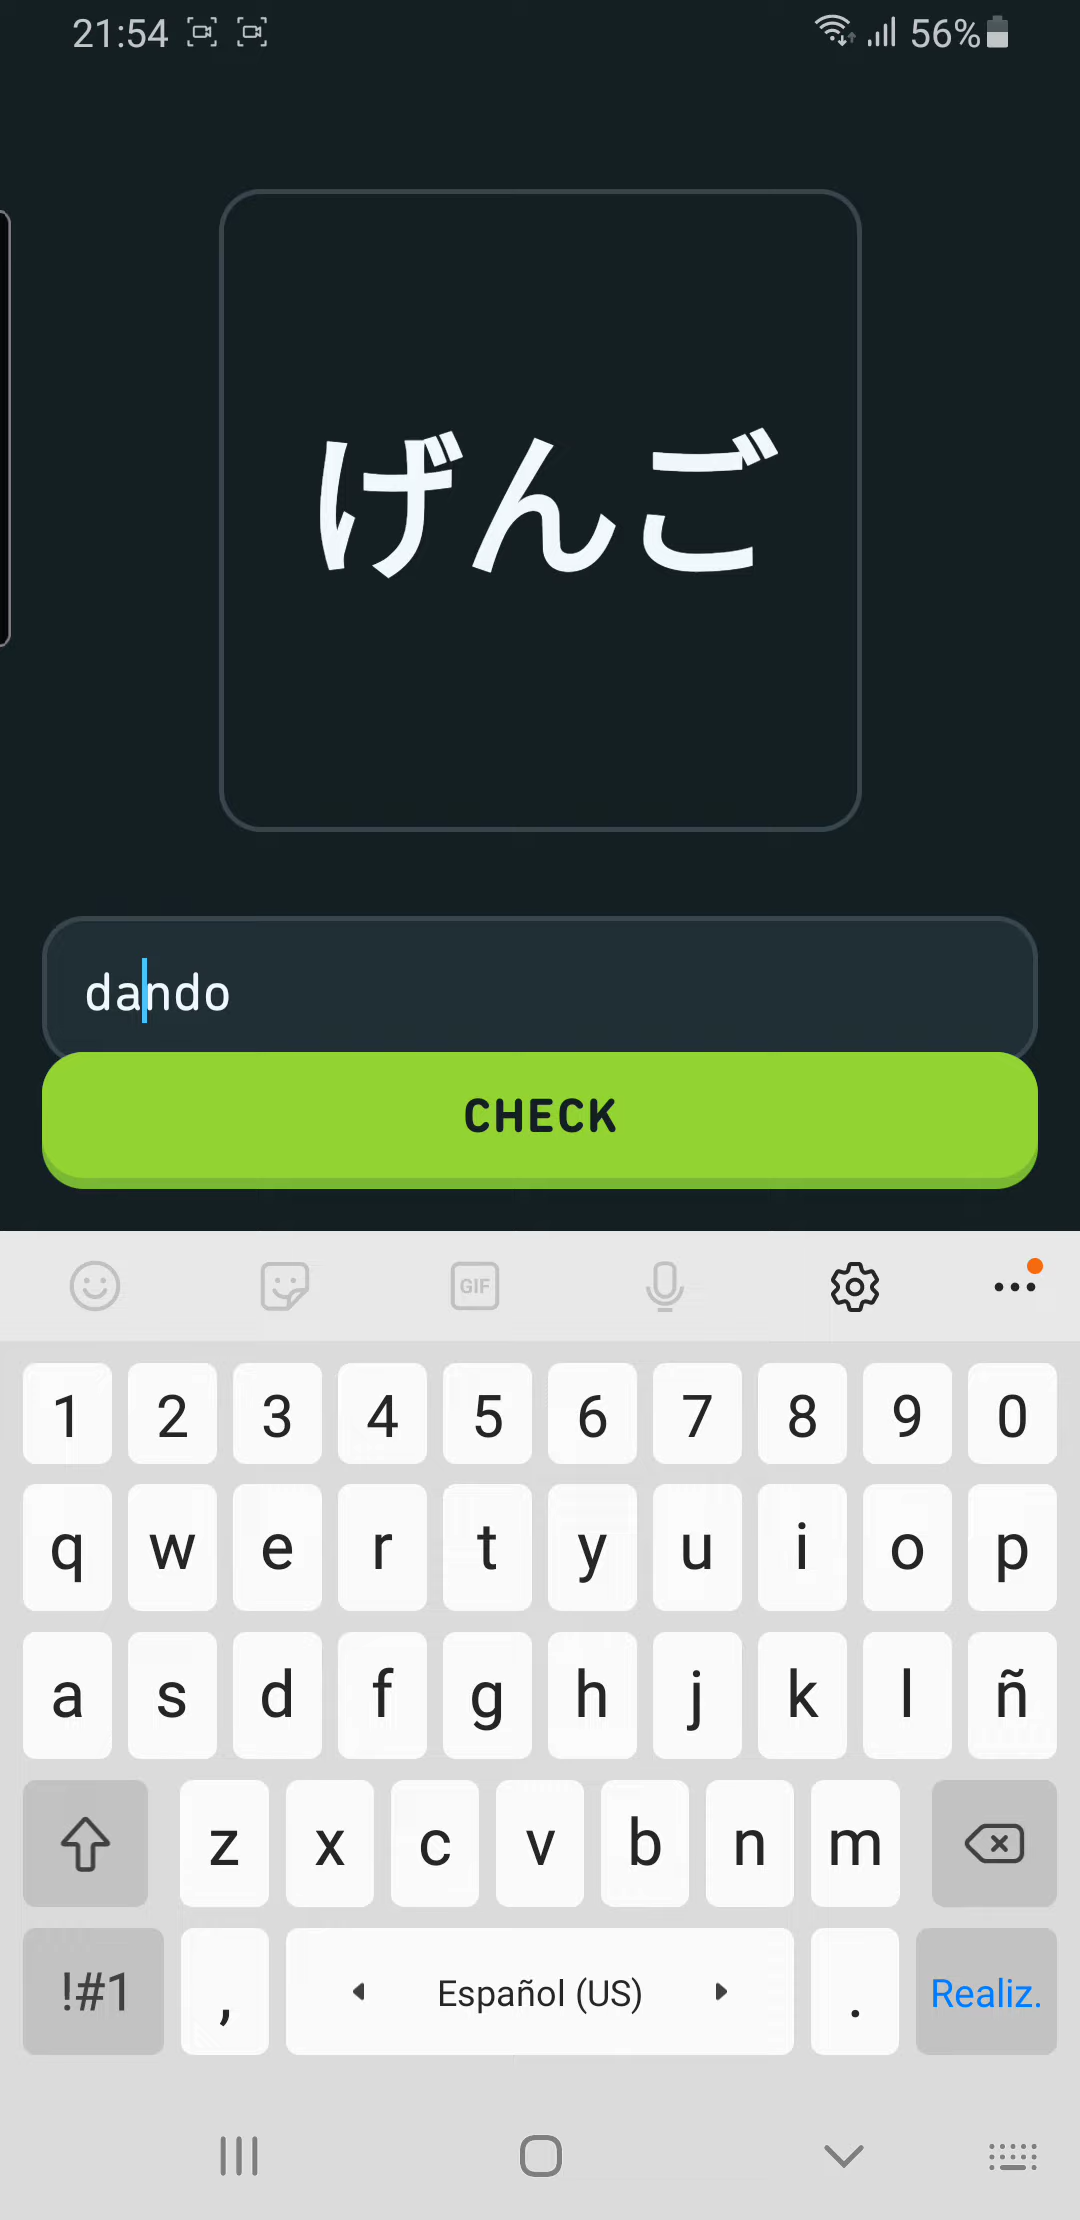 21:54 56%
げんご
dando
CHECK
GIF
1 2 3 4 5 6 7 8 9 0
q w e r t y u i o p
a s d f g h j k l ñ
z x c v b n m
!#1 , Español (US) . Realiz.